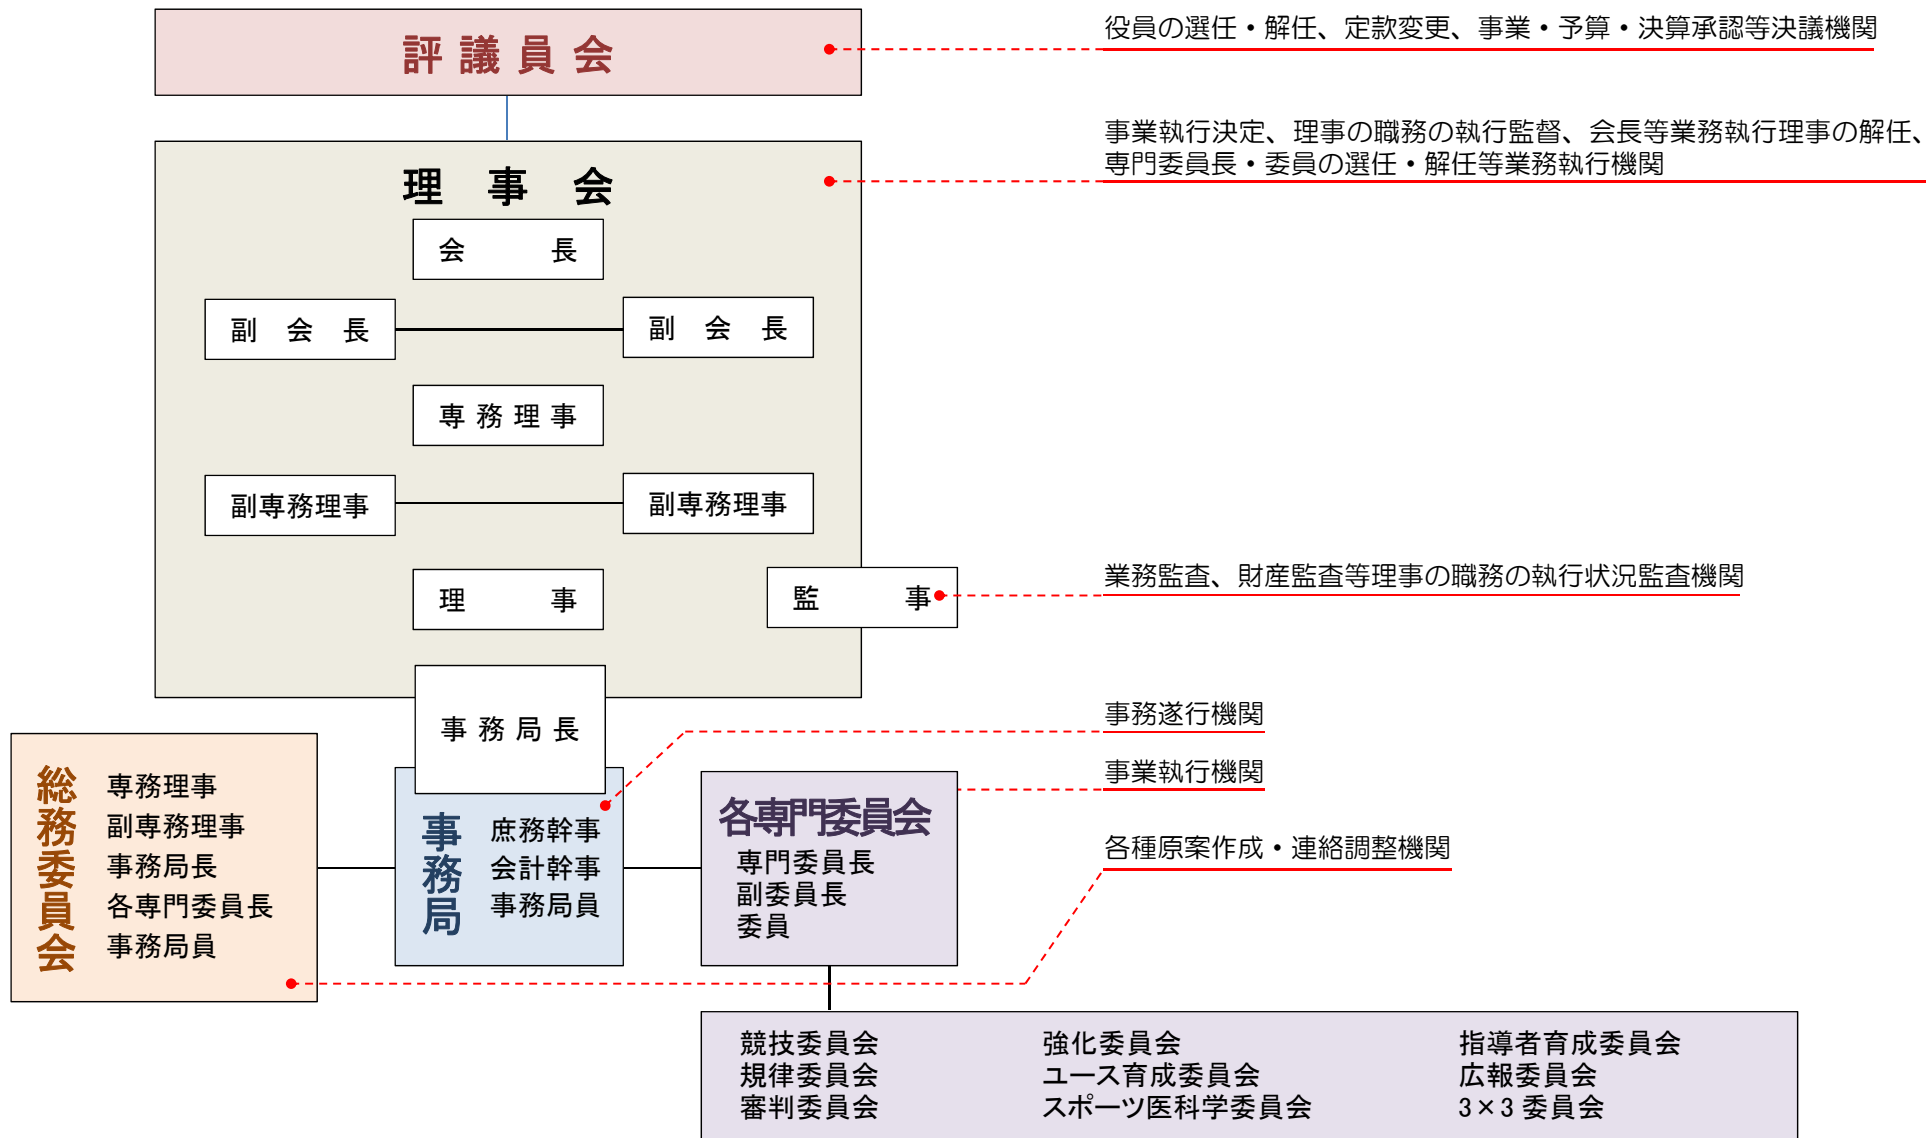 評議員会
役員の選任・解任、定款変更、事業・予算・決算承認等決議機関
理事会
事業執行決定、理事の職務の執行監督、会長等業務執行理事の解任、
専門委員長・委員の選任・解任等業務執行機関
会長
副会長
副会長
専務理事
副専務理事
副専務理事
理事
監事
業務監査、財産監査等理事の職務の執行状況監査機関
事務局長
事務遂行機関
事業執行機関
各種原案作成・連絡調整機関
総務委員会
専務理事
副専務理事
事務局長
各専門委員長
事務局員
事務局
庶務幹事
会計幹事
事務局員
各専門委員会
専門委員長
副委員長
委員
競技委員会
規律委員会
審判委員会
強化委員会
ユース育成委員会
スポーツ医科学委員会
指導者育成委員会
広報委員会
3×3 委員会